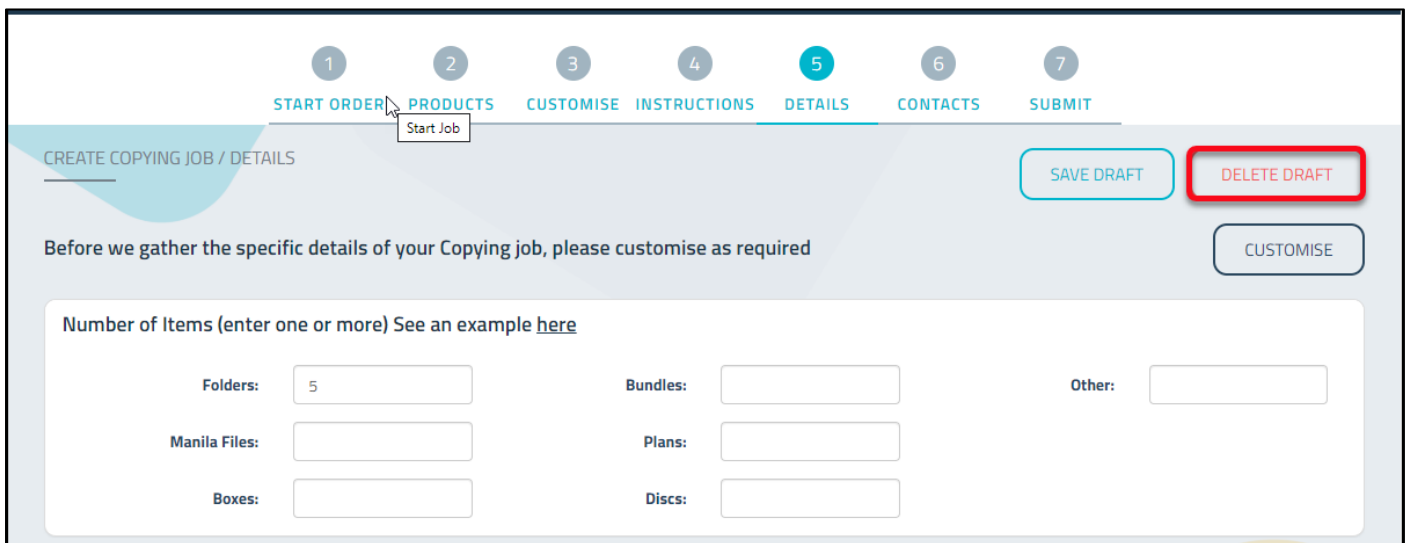 1 2 3 4 5 6 7
START ORDER PRODUCTS CUSTOMISE INSTRUCTIONS DETAILS CONTACTS SUBMIT
Start Job
CREATE COPYING JOB / DETAILS
SAVE DRAFT DELETE DRAFT
Before we gather the specific details of your Copying job, please customise as required
CUSTOMISE
Number of Items (enter one or more) See an example here
Folders: 5 Bundles: Other:
Manila Files: Plans:
Boxes: Discs: